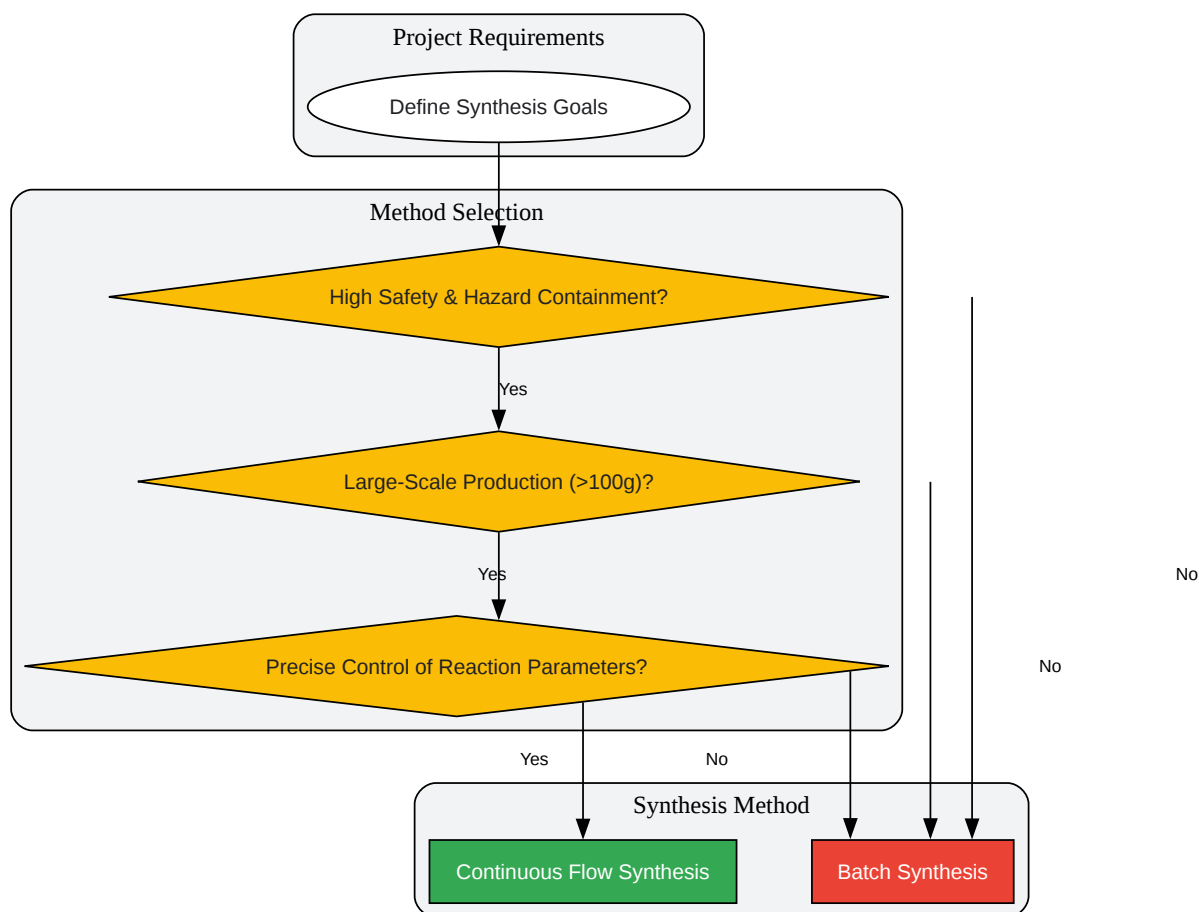 Project Requirements
Define Synthesis Goals
Method Selection
High Safety & Hazard Containment?
Yes
Large-Scale Production (>100g)?
Yes
No
Precise Control of Reaction Parameters?
No
Yes
No
Synthesis Method
Continuous Flow Synthesis
Batch Synthesis